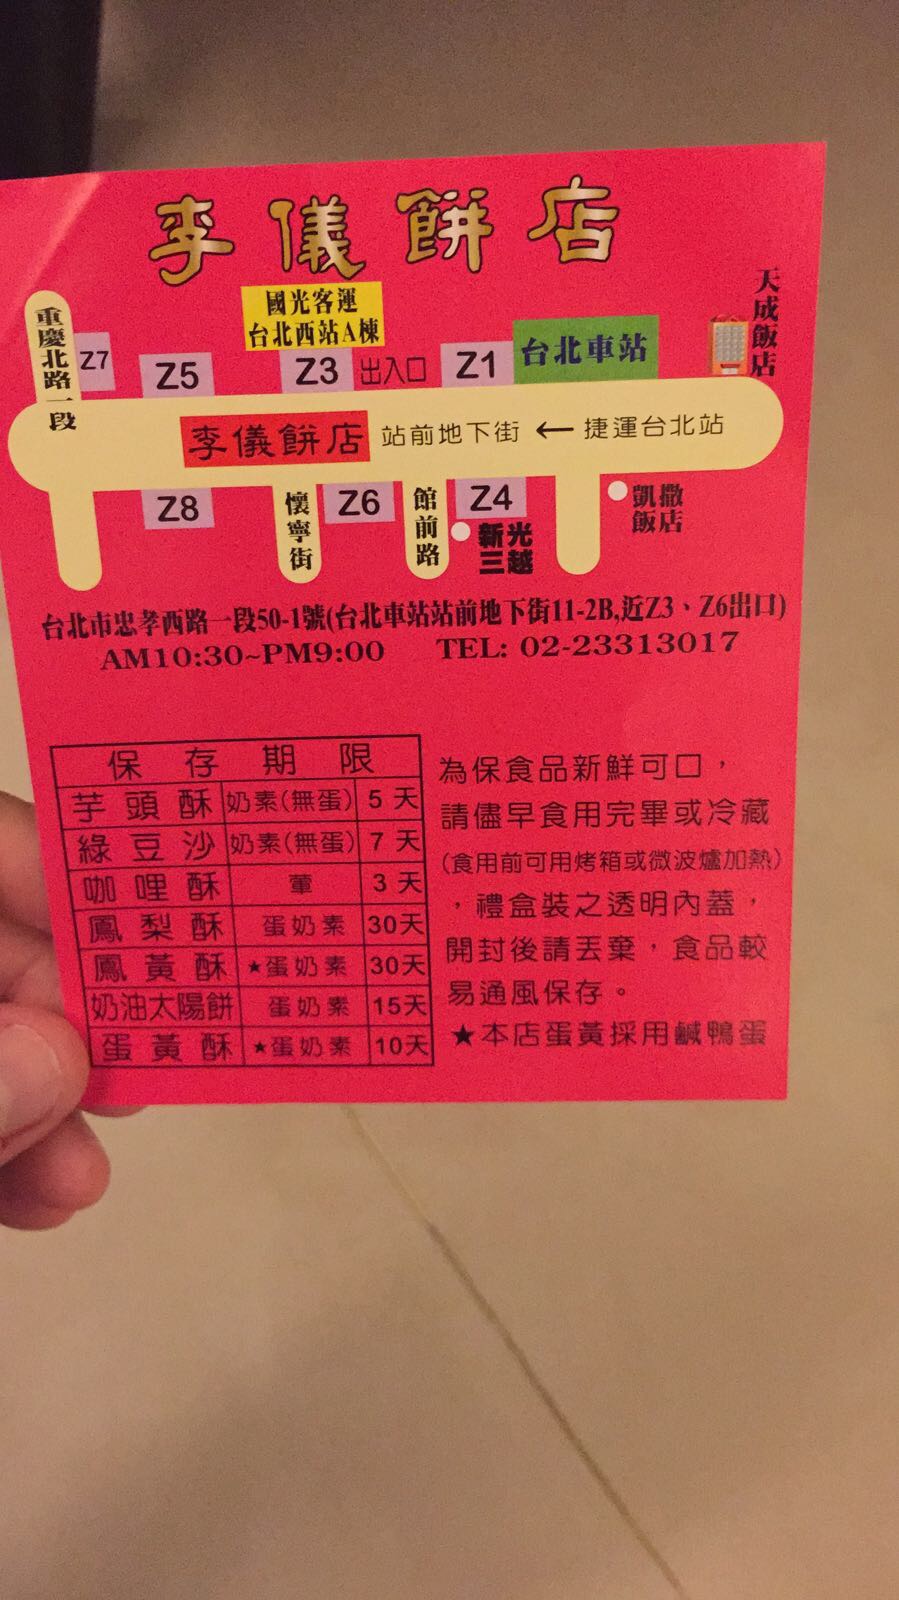 李儀餅店
天成飯店
國光客運
台北西站A棟
重慶北路一段
Z7
Z5
Z3 出入口
Z1
台北車站
李儀餅店 站前地下街 ← 捷運台北站
Z8
懷寧街
Z6
館前路
Z4
新光三越
凱撒飯店
台北市忠孝西路一段50-1號(台北車站站前地下街11-2B,近Z3、Z6出口)
AM10:30~PM9:00 TEL: 02-23313017
保存期限
芋頭酥 奶素(無蛋) 5天
綠豆沙 奶素(無蛋) 7天
咖哩酥 葷 3天
鳳梨酥 蛋奶素 30天
鳳黃酥 ★蛋奶素 30天
奶油太陽餅 蛋奶素 15天
蛋黃酥 ★蛋奶素 10天
為保食品新鮮可口，
請儘早食用完畢或冷藏
(食用前可用烤箱或微波爐加熱)
，禮盒裝之透明內蓋，
開封後請丟棄，食品較
易通風保存。
★本店蛋黃採用鹹鴨蛋